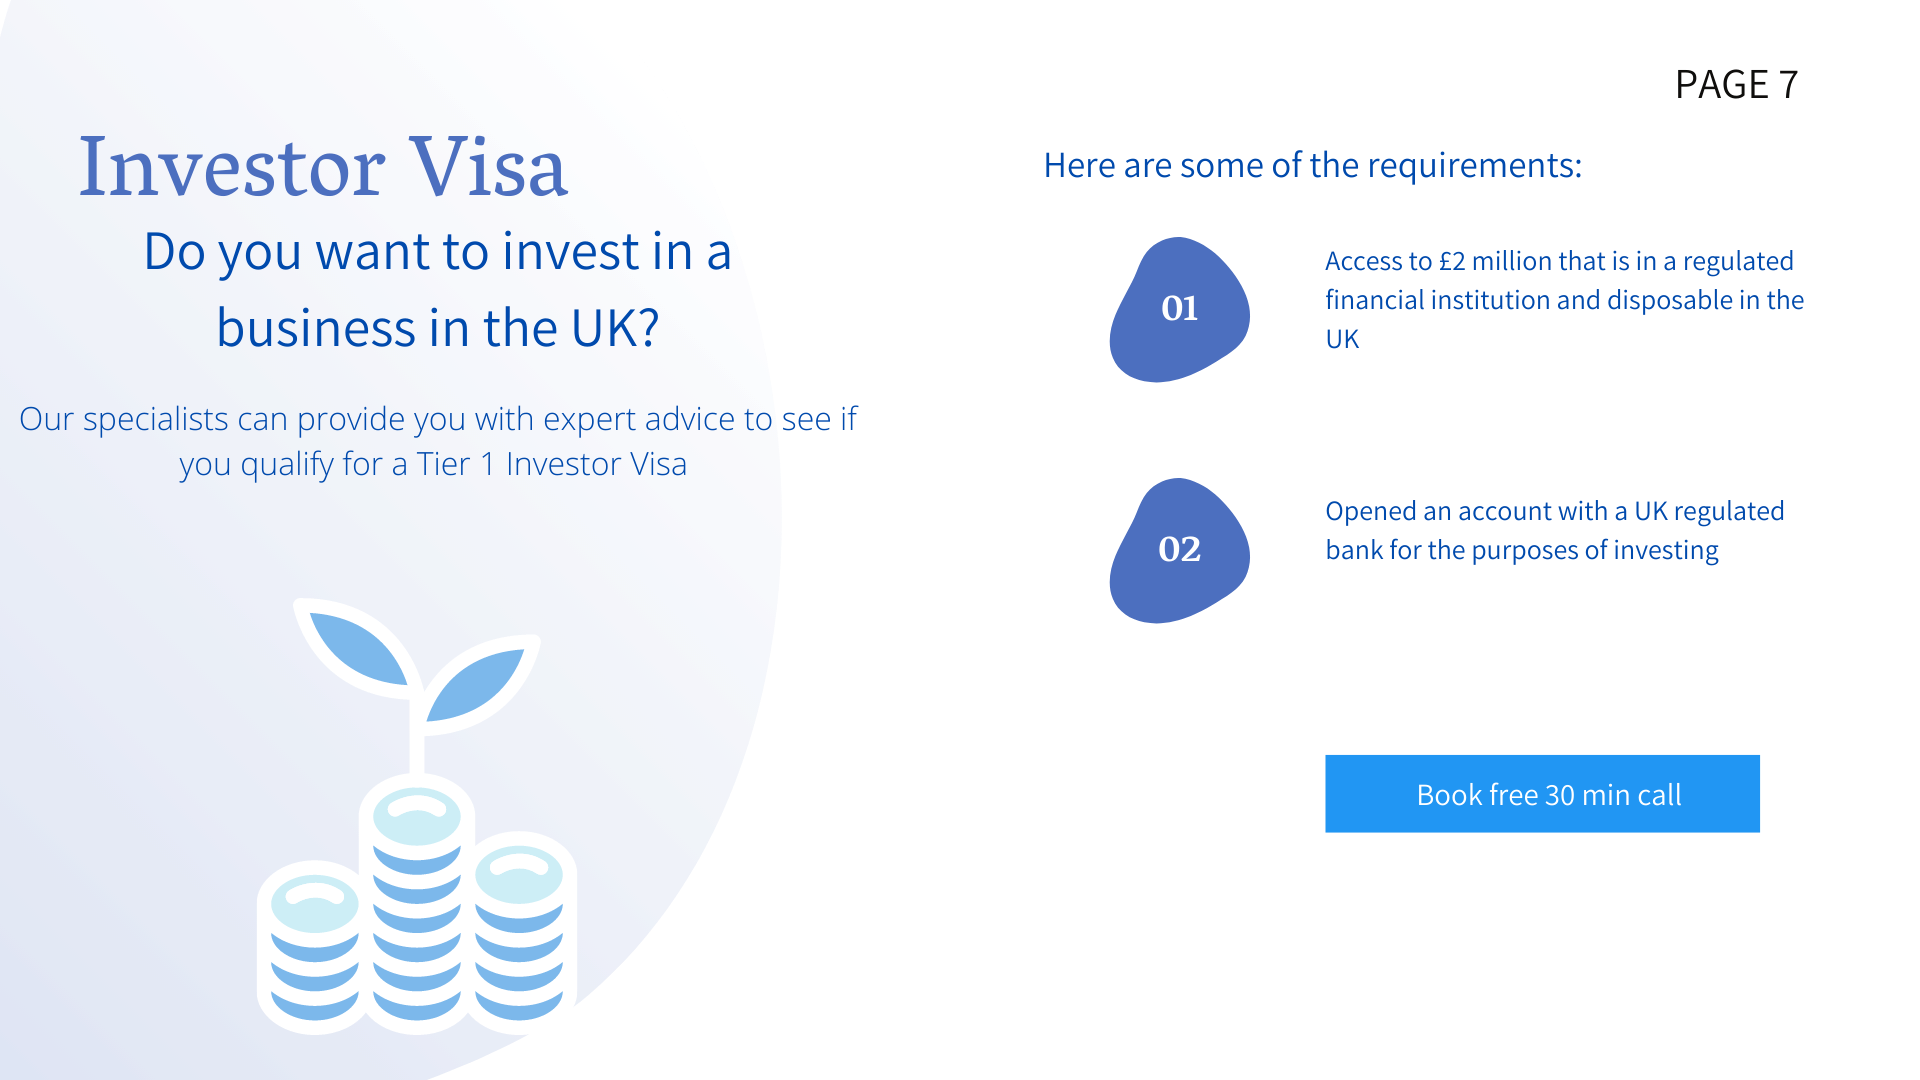 PAGE 7
Investor Visa
Do you want to invest in a
business in the UK?
Our specialists can provide you with expert advice to see if
you qualify for a Tier 1 Investor Visa
Here are some of the requirements:
01
Access to £2 million that is in a regulated
financial institution and disposable in the
UK
02
Opened an account with a UK regulated
bank for the purposes of investing
Book free 30 min call